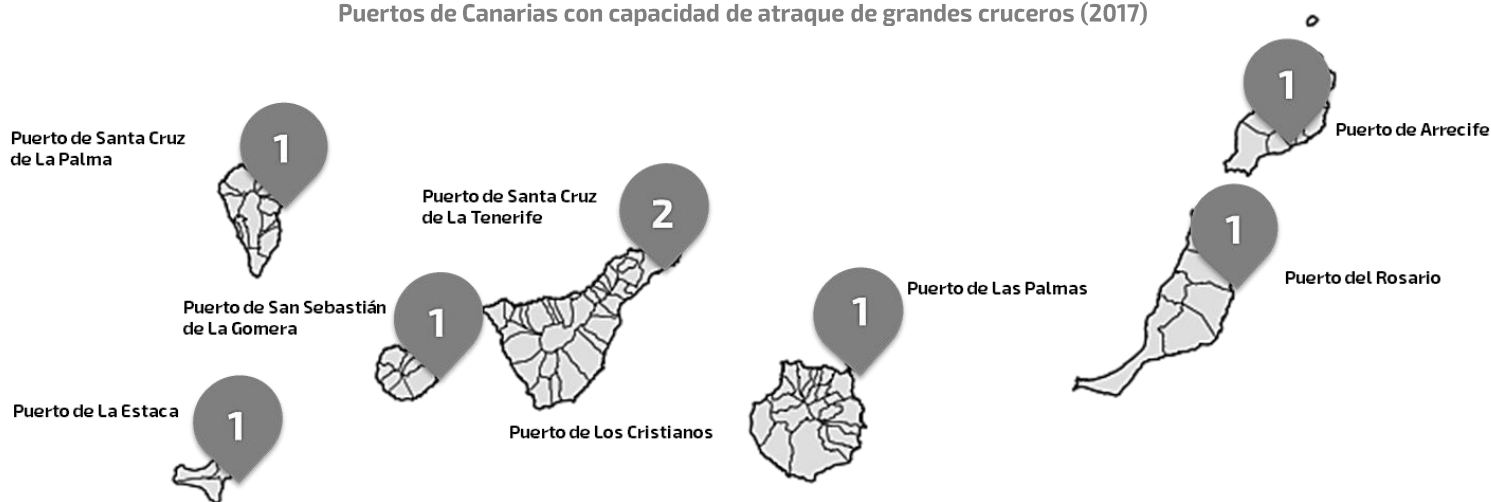 Puertos de Canarias con capacidad de atraque de grandes cruceros (2017)
1
Puerto de Arrecife
Puerto de Santa Cruz
de La Palma
1
Puerto de Santa Cruz
de La Tenerife
2
1
Puerto del Rosario
Puerto de San Sebastián
de La Gomera
1
1
Puerto de Las Palmas
Puerto de La Estaca
1
Puerto de Los Cristianos